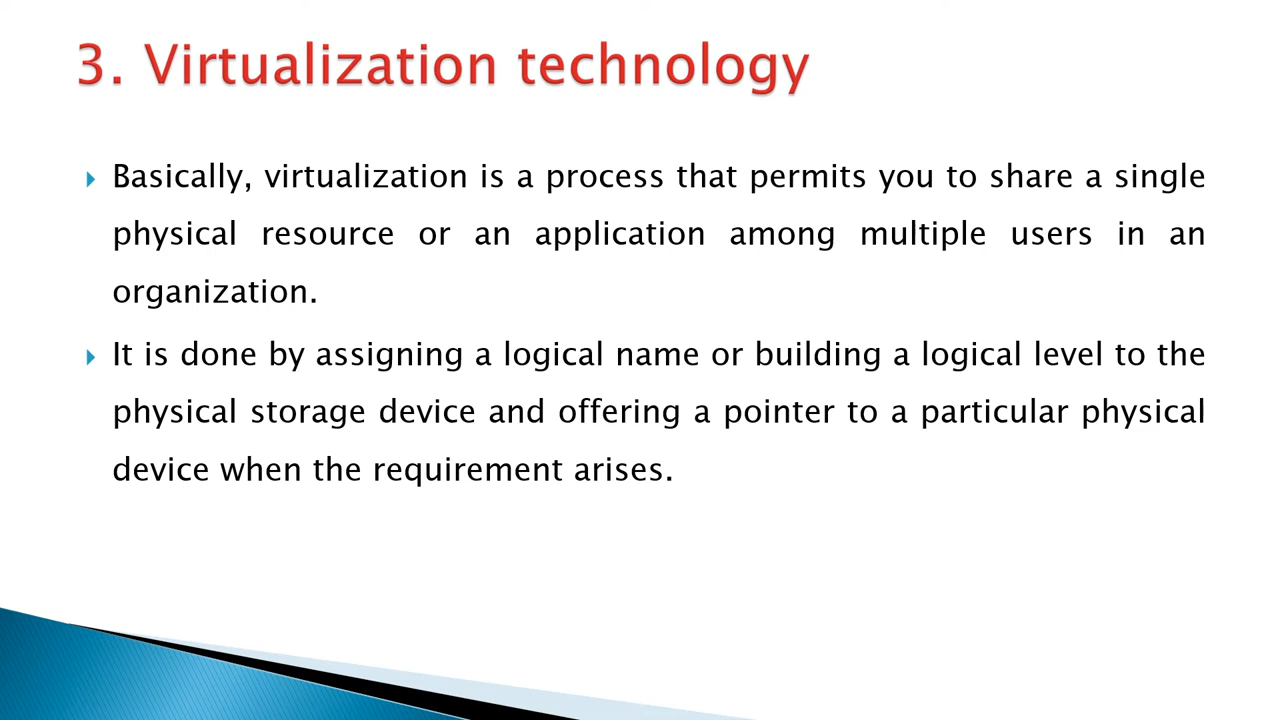 3. Virtualization technology
Basically, virtualization is a process that permits you to share a single
physical resource or an application among multiple users in an
organization.
It is done by assigning a logical name or building a logical level to the
physical storage device and offering a pointer to a particular physical
device when the requirement arises.